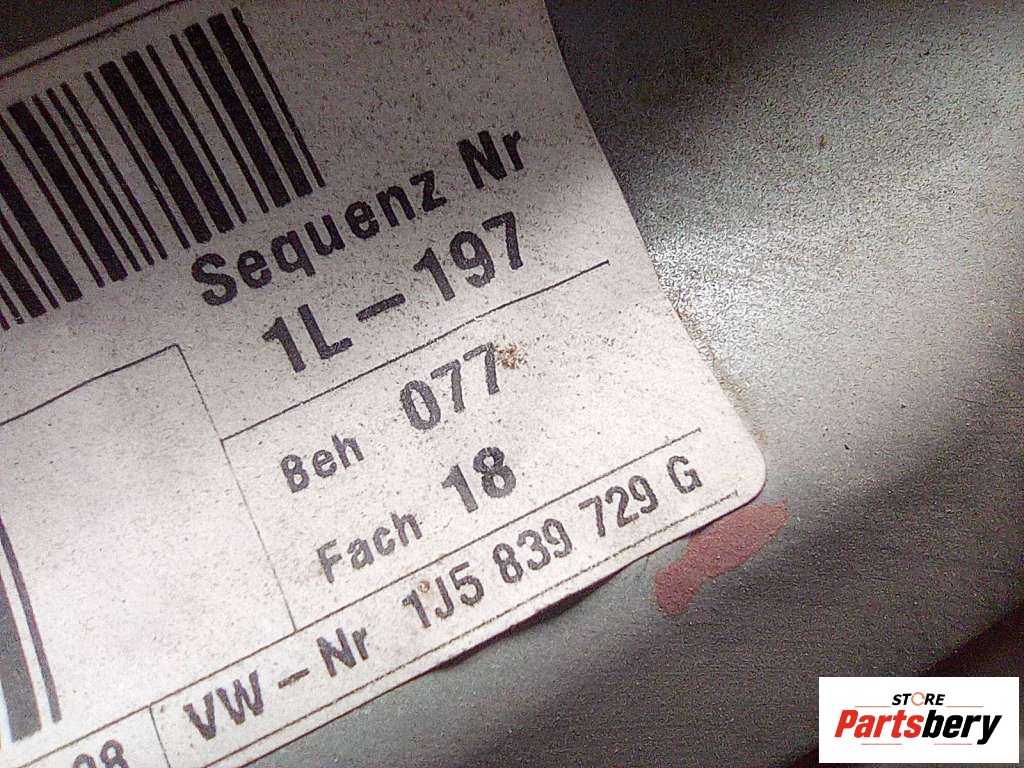 Sequenz Nr
1L-197
Beh 077
Fach 18
VW-Nr 1J5 839 729 G
STORE
Partsbery